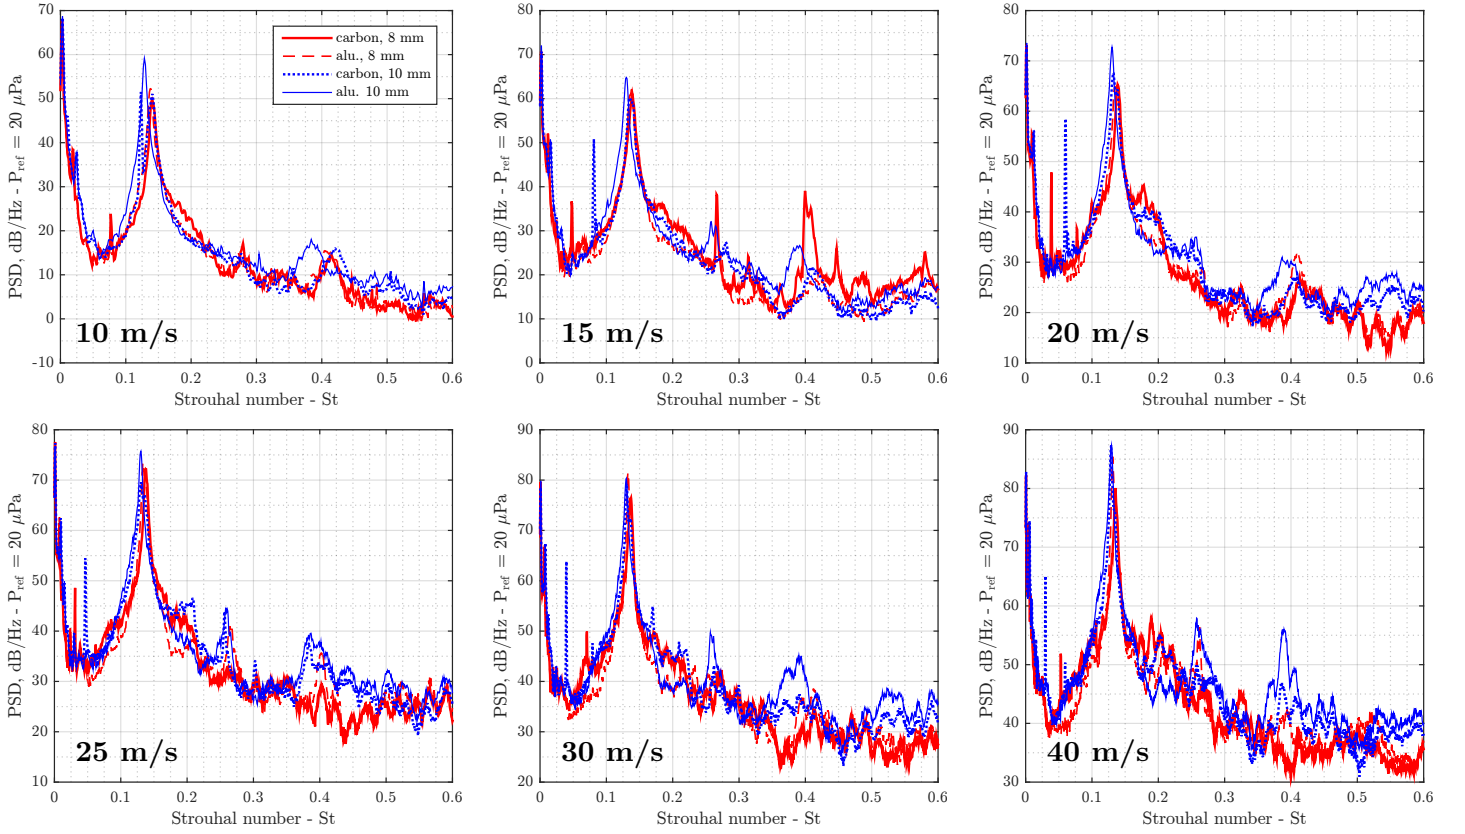 70
60
50
40
30
20
10
0
-10
PSD, dB/Hz - Pref = 20 μPa
carbon, 8 mm
alu., 8 mm
carbon, 10 mm
alu. 10 mm
10 m/s
0 0.1 0.2 0.3 0.4 0.5 0.6
Strouhal number - St
80
70
60
50
40
30
20
10
0
PSD, dB/Hz - Pref = 20 μPa
15 m/s
0 0.1 0.2 0.3 0.4 0.5 0.6
Strouhal number - St
80
70
60
50
40
30
20
10
PSD, dB/Hz - Pref = 20 μPa
20 m/s
0 0.1 0.2 0.3 0.4 0.5 0.6
Strouhal number - St
80
70
60
50
40
30
20
10
PSD, dB/Hz - Pref = 20 μPa
25 m/s
0 0.1 0.2 0.3 0.4 0.5 0.6
Strouhal number - St
90
80
70
60
50
40
30
20
PSD, dB/Hz - Pref = 20 μPa
30 m/s
0 0.1 0.2 0.3 0.4 0.5 0.6
Strouhal number - St
90
80
70
60
50
40
30
PSD, dB/Hz - Pref = 20 μPa
40 m/s
0 0.1 0.2 0.3 0.4 0.5 0.6
Strouhal number - St